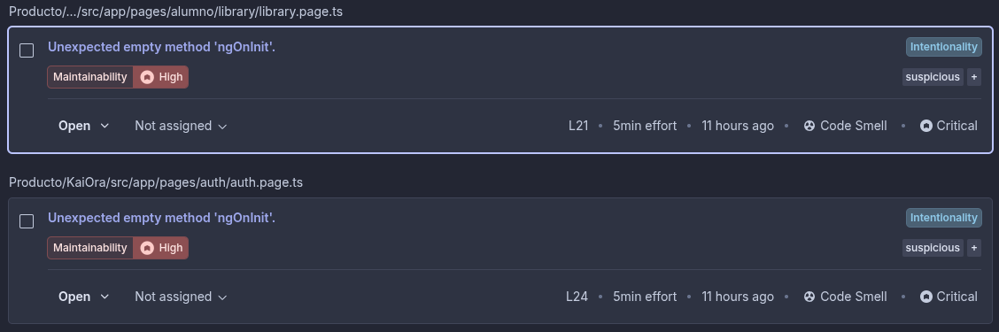 Producto/.../src/app/pages/alumno/library/library.page.ts
Unexpected empty method 'ngOnInit'.
Intentionality
Maintainability High
suspicious +
Open Not assigned L21 • 5min effort • 11 hours ago • Code Smell • Critical
Producto/KaiOra/src/app/pages/auth/auth.page.ts
Unexpected empty method 'ngOnInit'.
Intentionality
Maintainability High
suspicious +
Open Not assigned L24 • 5min effort • 11 hours ago • Code Smell • Critical